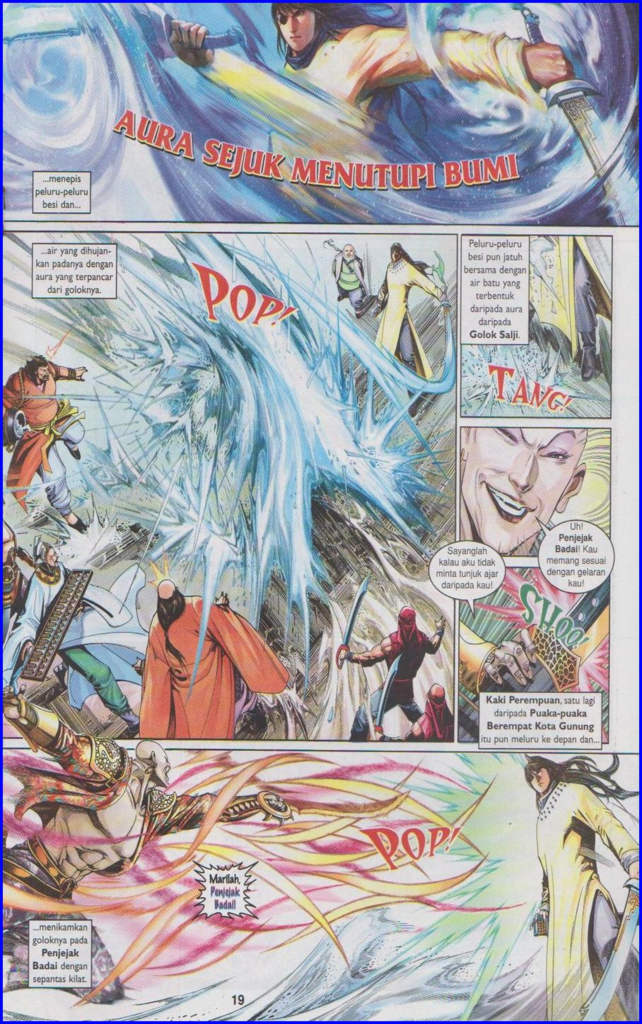 AURA SEJUK MENUTUPI BUMI
...menepis
peluru-peluru
besi dan...
...air yang dihujan-
kan padanya dengan
aura yang terpancar
dari goloknya.
POP!
Peluru-peluru
besi pun jatuh
bersama dengan
air batu yang
terbentuk
daripada aura
daripada
Golok Salji.
TANG!
Uh!
Penjejak
Badai! Kau
memang sesuai
dengan gelaran
kau!
Sayanglah
kalau aku tidak
minta tunjuk ajar
daripada kau!
SHOO!
Kaki Perempuan, satu lagi
daripada Puaka-puaka
Berempat Kota Gunung
itu pun meluru ke depan dan...
POP!
Marilah,
Penjejak
Badai!
...menikamkan
goloknya pada
Penjejak
Badai dengan
sepantas kilat.
19